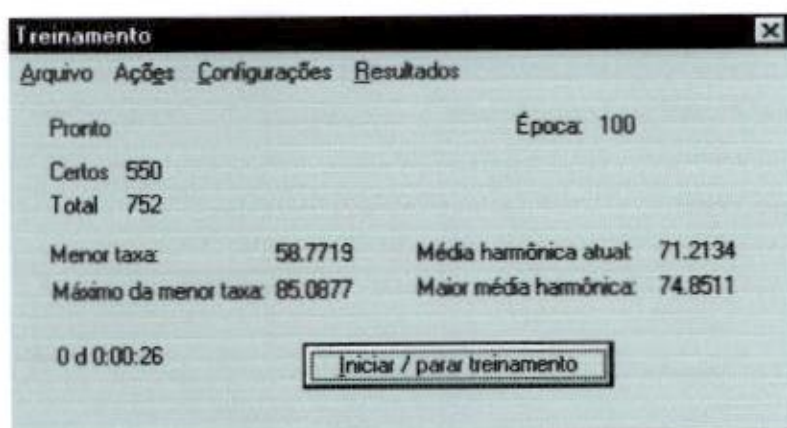 Treinamento
Arquivo Ações Configurações Resultados
Pronto Época: 100
Certos 550
Total 752
Menor taxa: 58.7719 Média harmônica atual: 71.2134
Máximo da menor taxa: 85.0877 Maior média harmônica: 74.8511
0 d 0:00:26 Iniciar / parar treinamento